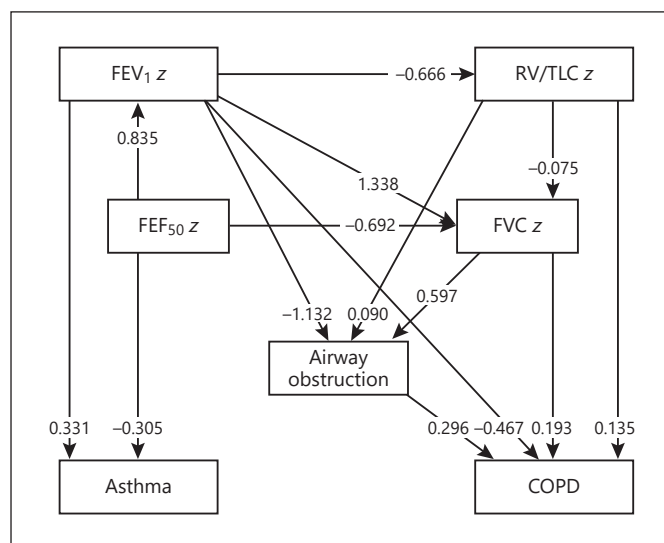 FEV₁ z
–0.666
RV/TLC z
0.835
–0.075
1.338
FEF₅₀ z
–0.692
FVC z
0.597
–1.132
0.090
Airway
obstruction
0.331
–0.305
0.296
–0.467
0.193
0.135
Asthma
COPD